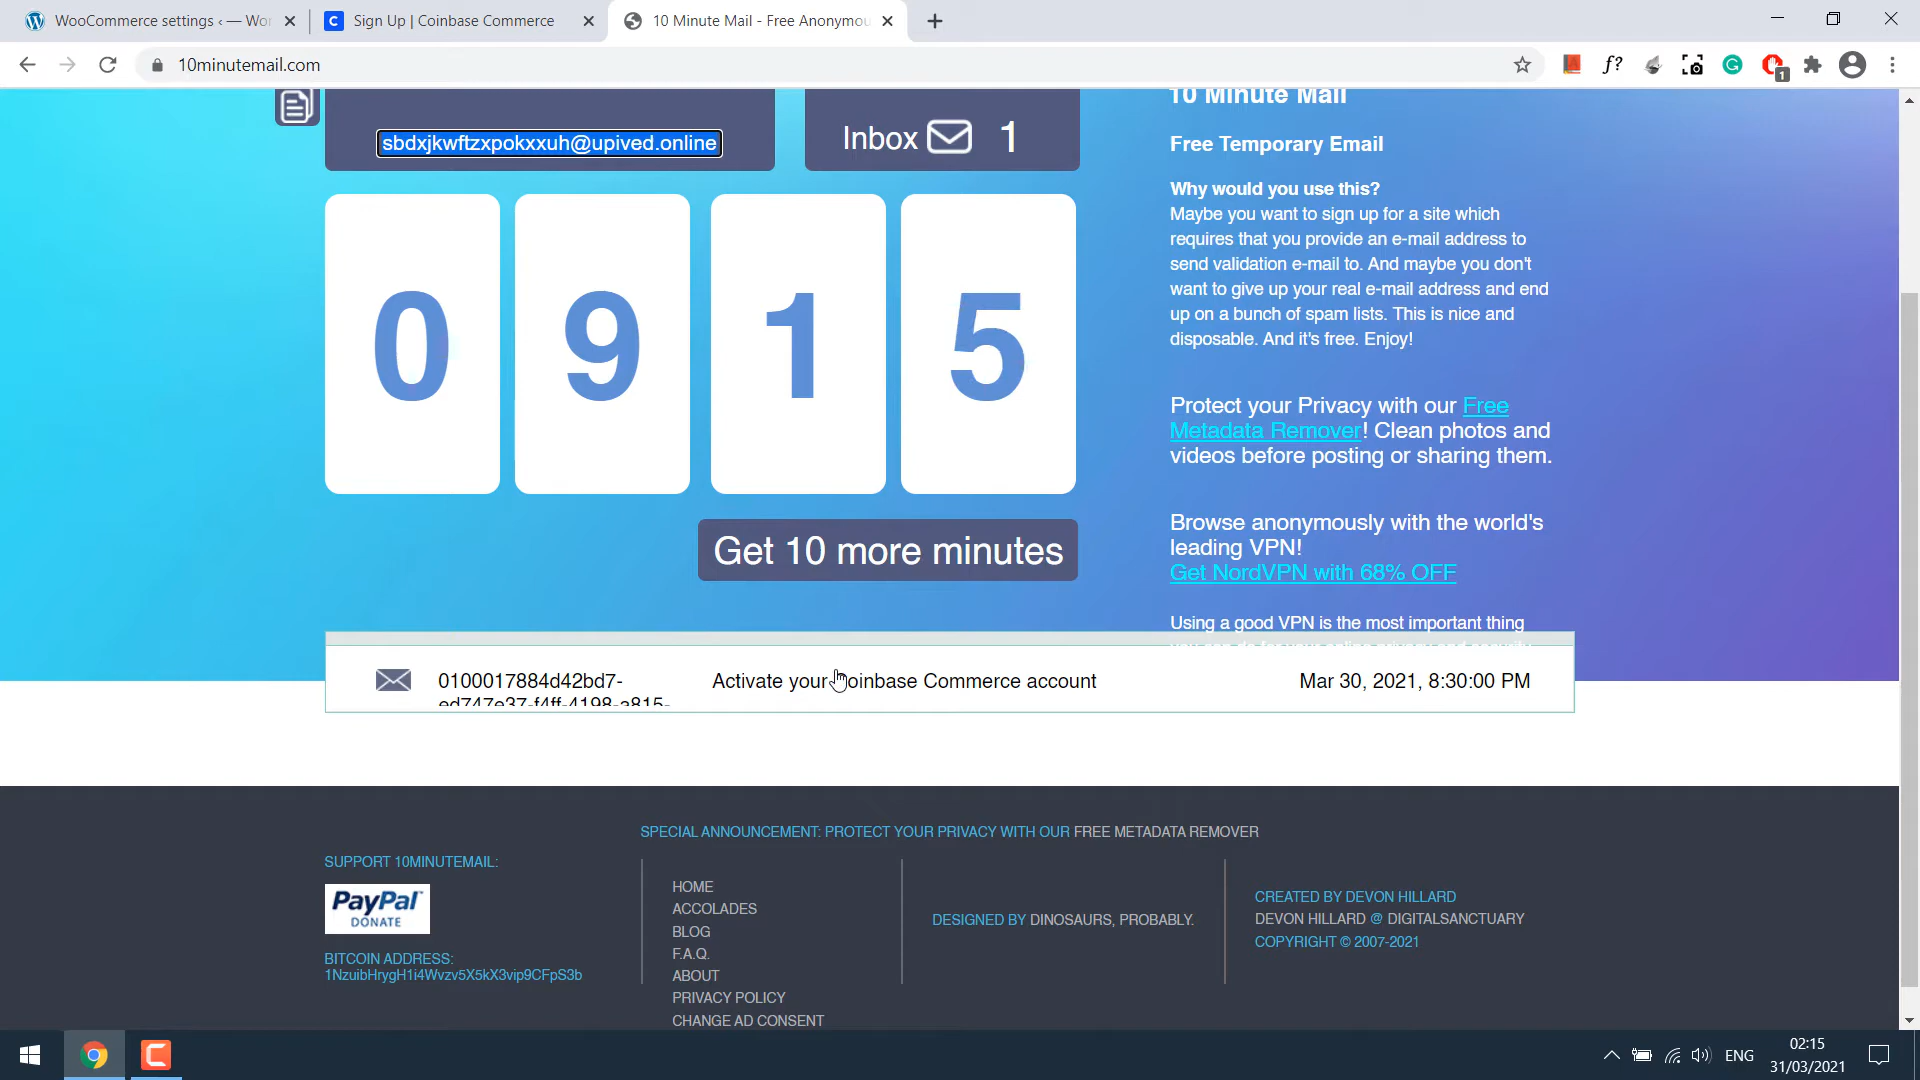 WooCommerce settings ‹ — Wor
Sign Up | Coinbase Commerce
10 Minute Mail - Free Anonymou
10minutemail.com
f?
1
sbdxjkwftzxpokxxuh@upived.online
Inbox 1
0 9 1 5
Get 10 more minutes
10 Minute Mail
Free Temporary Email
Why would you use this?
Maybe you want to sign up for a site which
requires that you provide an e-mail address to
send validation e-mail to. And maybe you don't
want to give up your real e-mail address and end
up on a bunch of spam lists. This is nice and
disposable. And it's free. Enjoy!
Protect your Privacy with our Free
Metadata Remover! Clean photos and
videos before posting or sharing them.
Browse anonymously with the world's
leading VPN!
Get NordVPN with 68% OFF
Using a good VPN is the most important thing
0100017884d42bd7-
ed747e37-f4ff-4198-a815-
Activate your Coinbase Commerce account
Mar 30, 2021, 8:30:00 PM
SPECIAL ANNOUNCEMENT: PROTECT YOUR PRIVACY WITH OUR FREE METADATA REMOVER
SUPPORT 10MINUTEMAIL:
PayPal
DONATE
BITCOIN ADDRESS:
1NzuibHrygH1i4Wvzv5X5kX3vip9CFpS3b
HOME
ACCOLADES
BLOG
F.A.Q.
ABOUT
PRIVACY POLICY
CHANGE AD CONSENT
DESIGNED BY DINOSAURS, PROBABLY.
CREATED BY DEVON HILLARD
DEVON HILLARD @ DIGITALSANCTUARY
COPYRIGHT © 2007-2021
ENG
02:15
31/03/2021